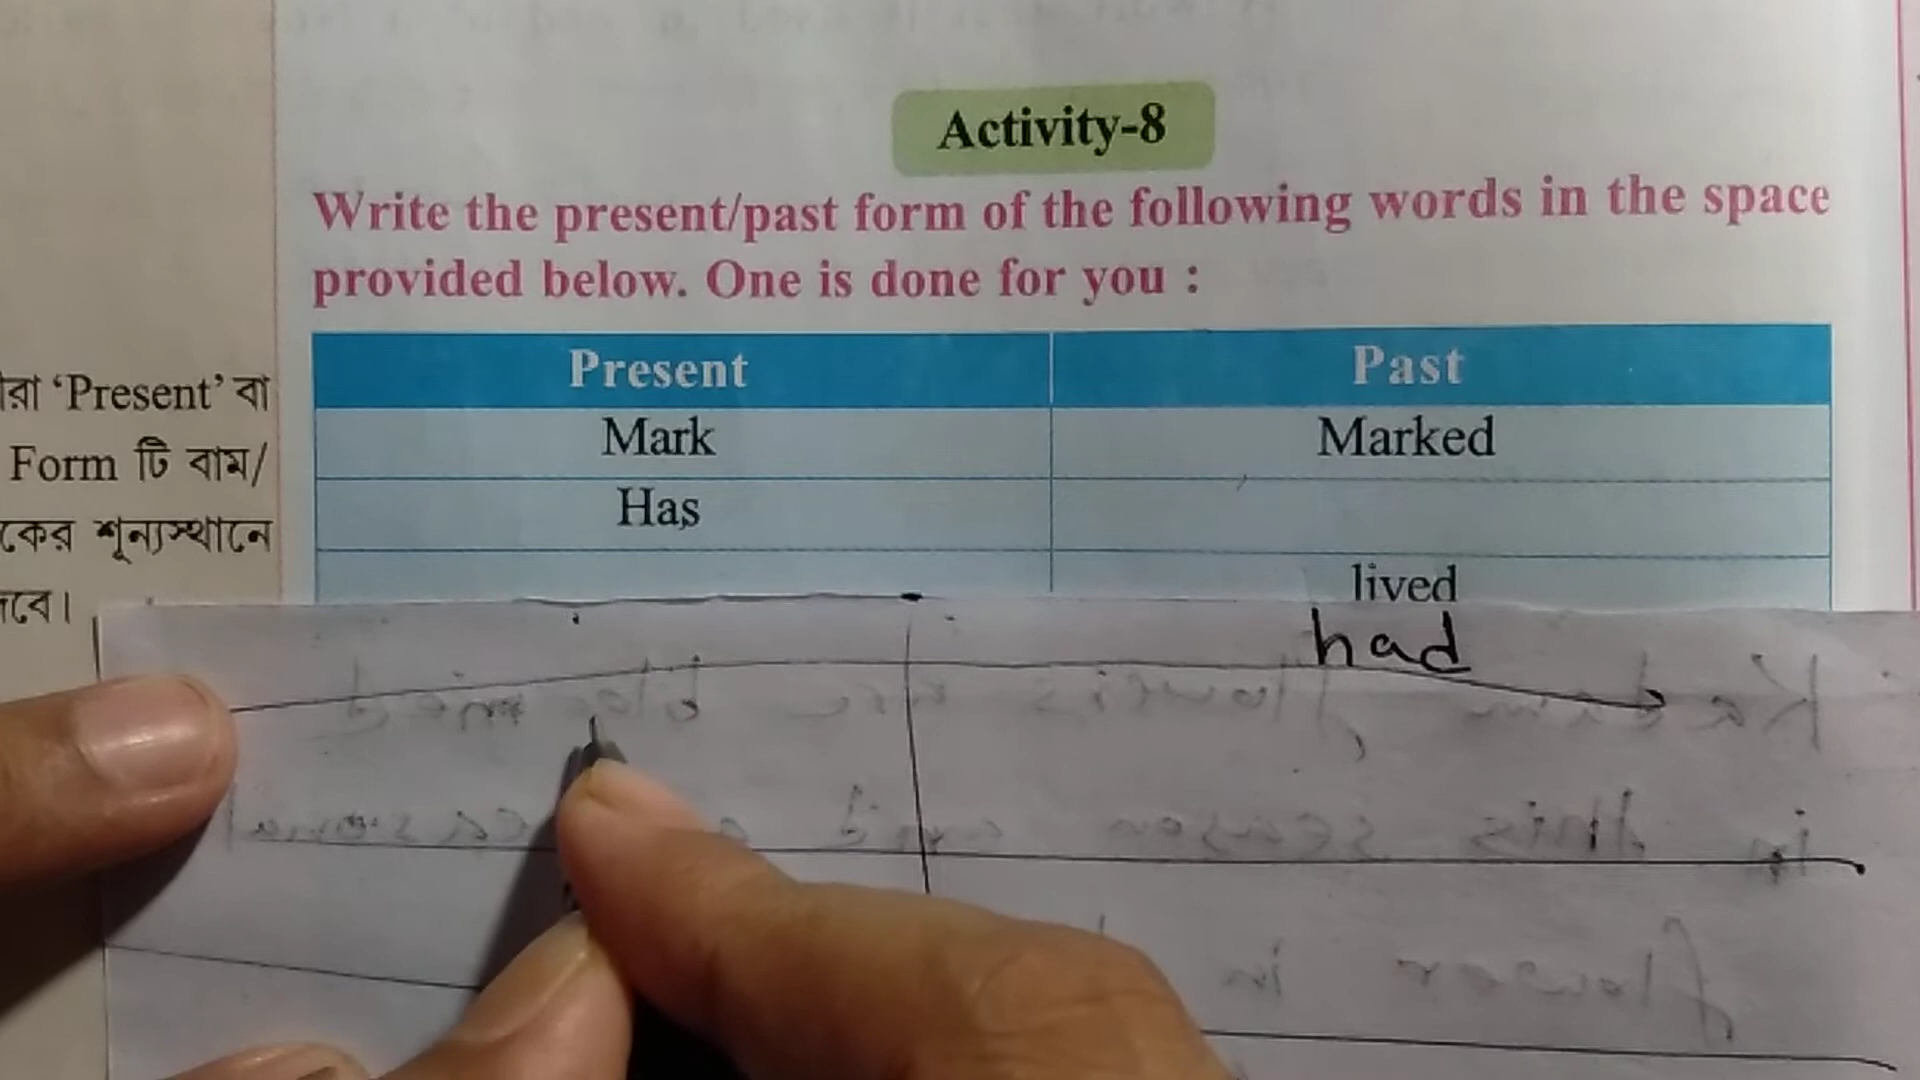 Activity-8
Write the present/past form of the following words in the space
provided below. One is done for you :
রা ‘Present’ বা
Form টি বাম/
কের শূন্যস্থানে
বে।
Present Past
Mark Marked
Has
lived
had